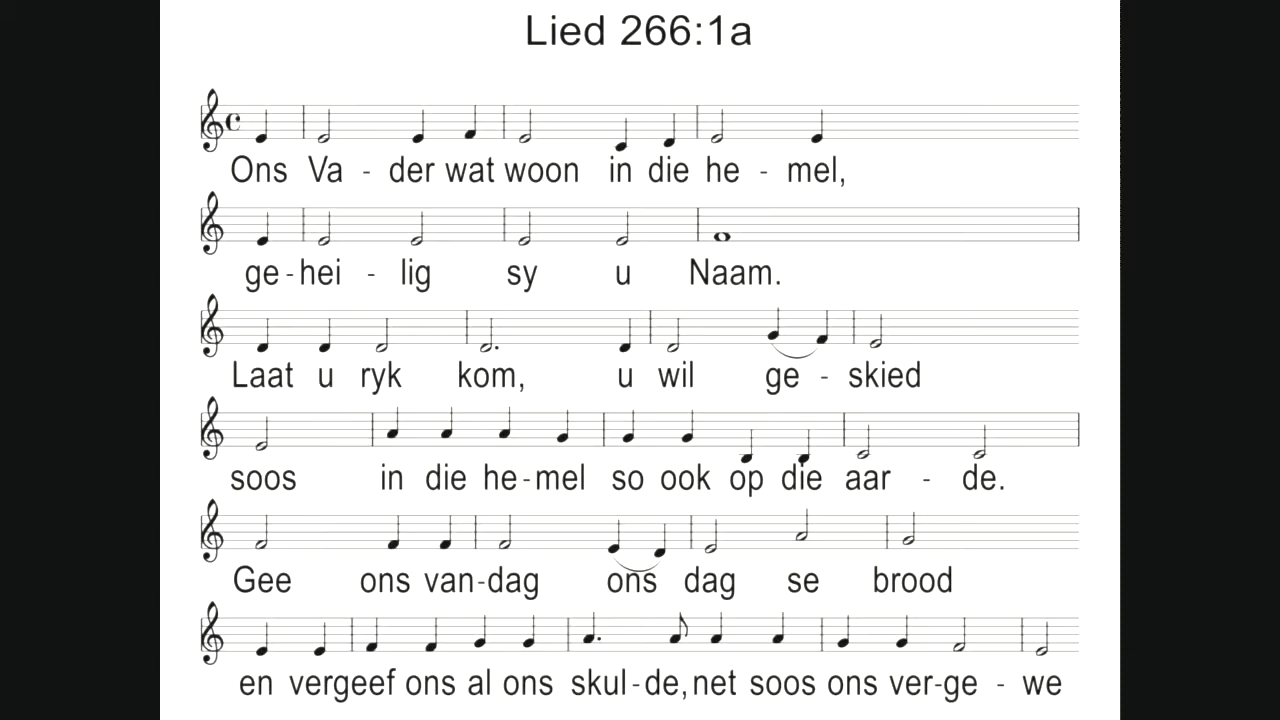 Lied 266:1a
Ons Va - der wat woon in die he - mel,
ge - hei - lig sy u Naam.
Laat u ryk kom, u wil ge - skied
soos in die he - mel so ook op die aar - de.
Gee ons van - dag ons dag se brood
en vergeef ons al ons skul - de, net soos ons ver - ge - we